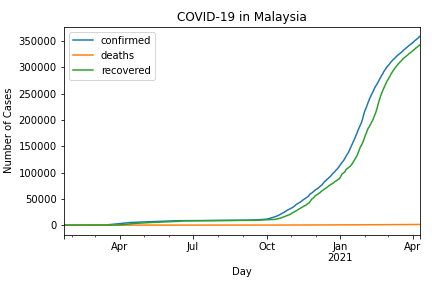 COVID-19 in Malaysia
confirmed
deaths
recovered
Number of Cases
350000
300000
250000
200000
150000
100000
50000
0
Apr
Jul
Oct
Jan
2021
Apr
Day